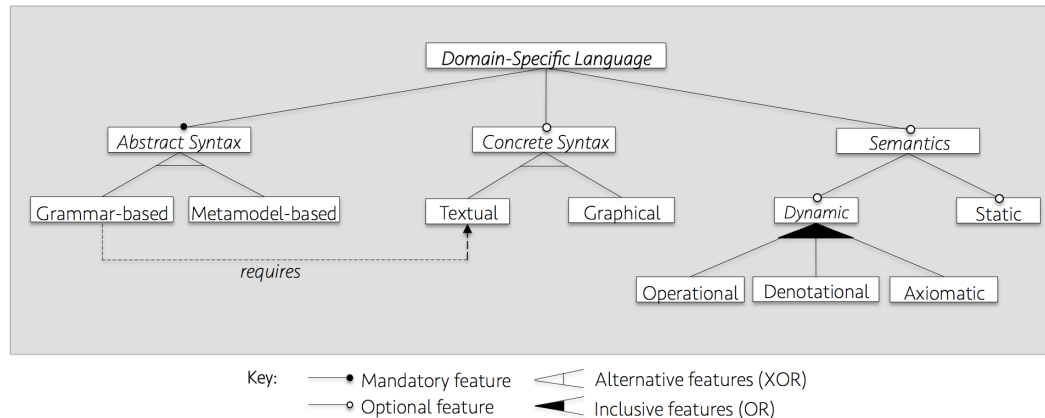 Domain-Specific Language
Abstract Syntax
Concrete Syntax
Semantics
Grammar-based
Metamodel-based
Textual
Graphical
Dynamic
Static
requires
Operational
Denotational
Axiomatic
Key:
Mandatory feature
Alternative features (XOR)
Optional feature
Inclusive features (OR)